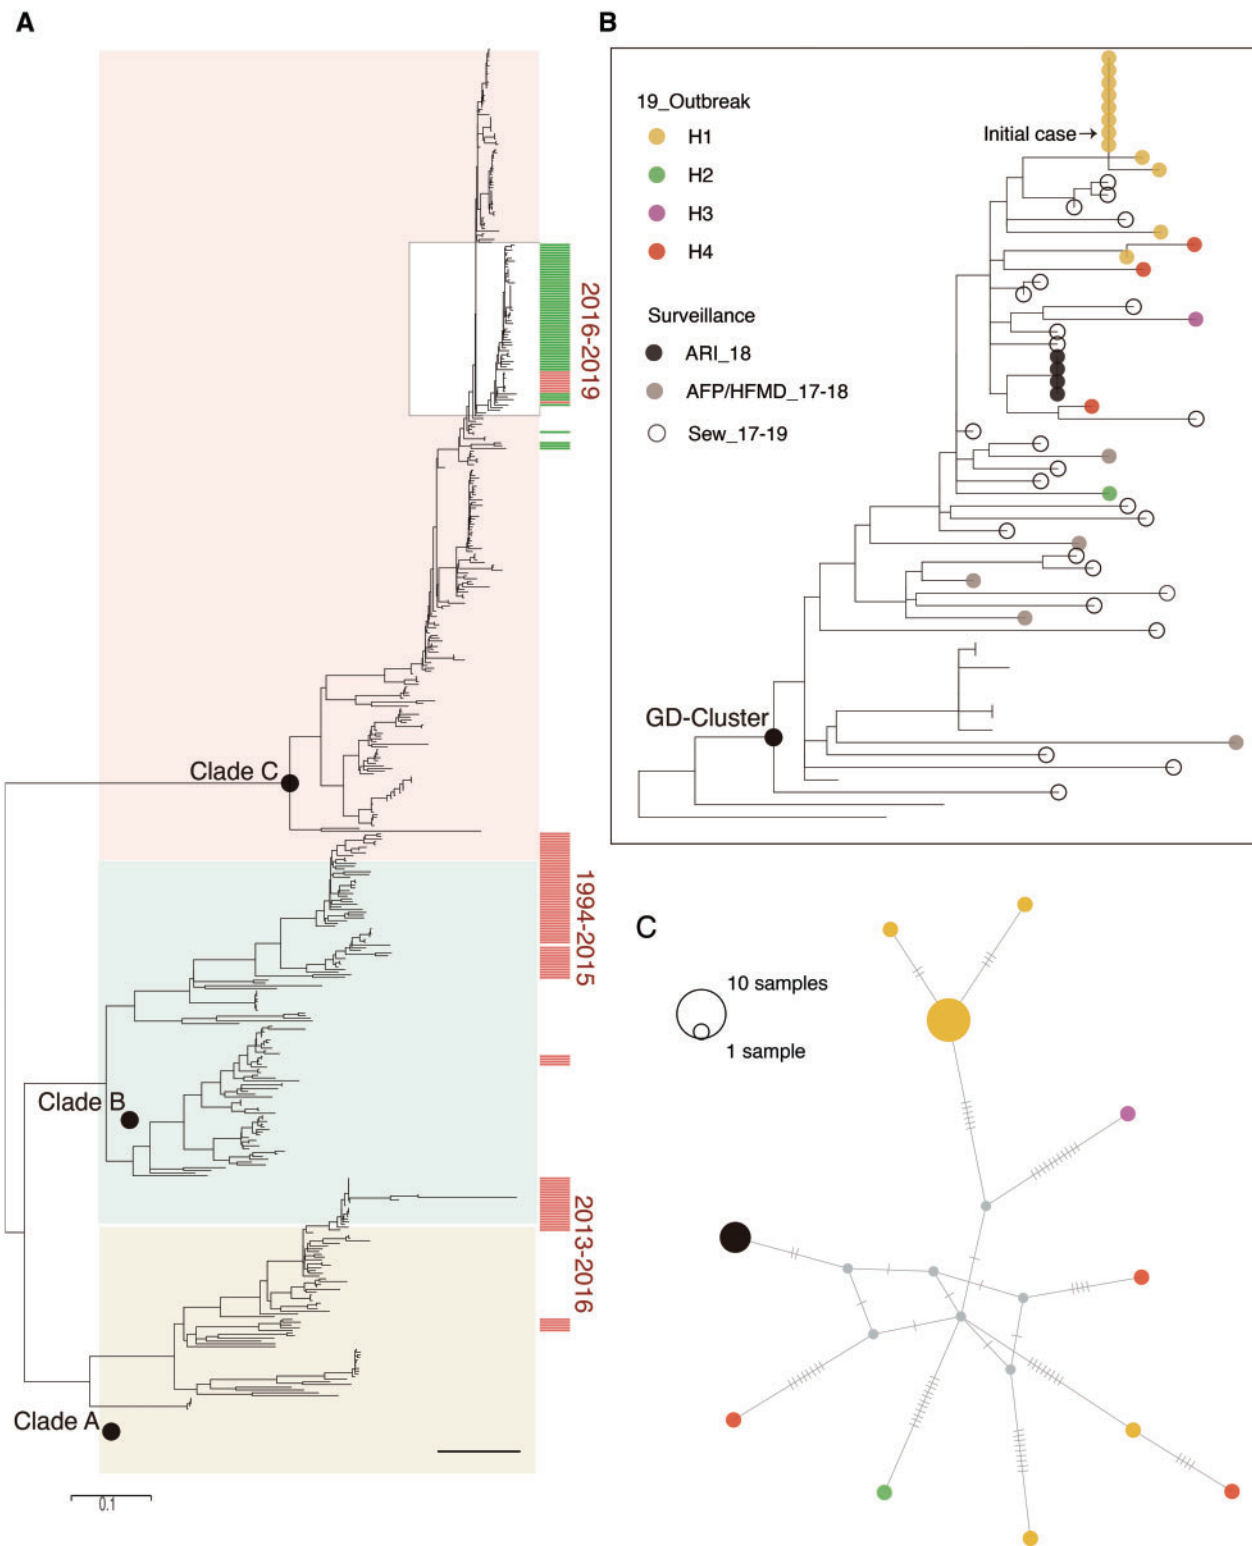 A
2016-2019
Clade C
1994-2015
Clade B
2013-2016
Clade A
0.1
B
19_Outbreak
H1
H2
H3
H4
Initial case
Surveillance
ARI_18
AFP/HFMD_17-18
Sew_17-19
GD-Cluster
C
10 samples
1 sample